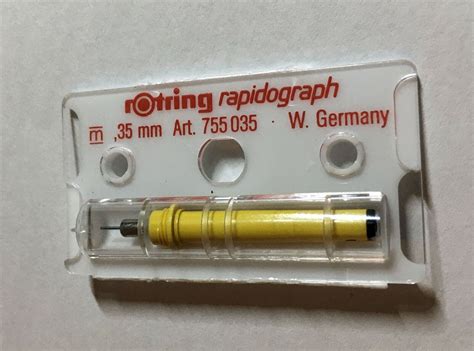 rotring rapidograph
m ,35 mm Art. 755 035 · W. Germany